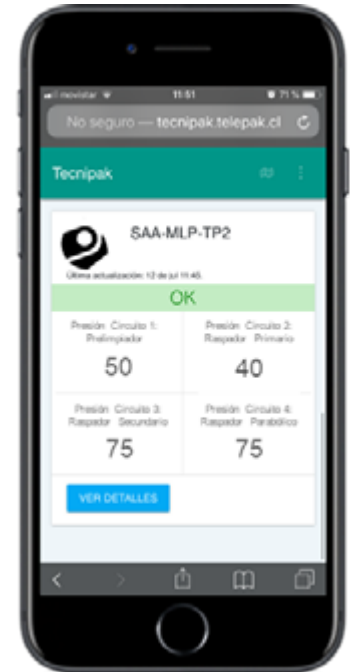 movistar 11:51 71 %
No seguro — tecnipak.telepak.cl
Tecnipak
SAA-MLP-TP2
Última actualización: 12 de jul 11:45.
OK
Presión Circuito 1:
Prelimpiador
50
Presión Circuito 2:
Raspador Primario
40
Presión Circuito 3:
Raspador Secundario
75
Presión Circuito 4:
Raspador Parabólico
75
VER DETALLES